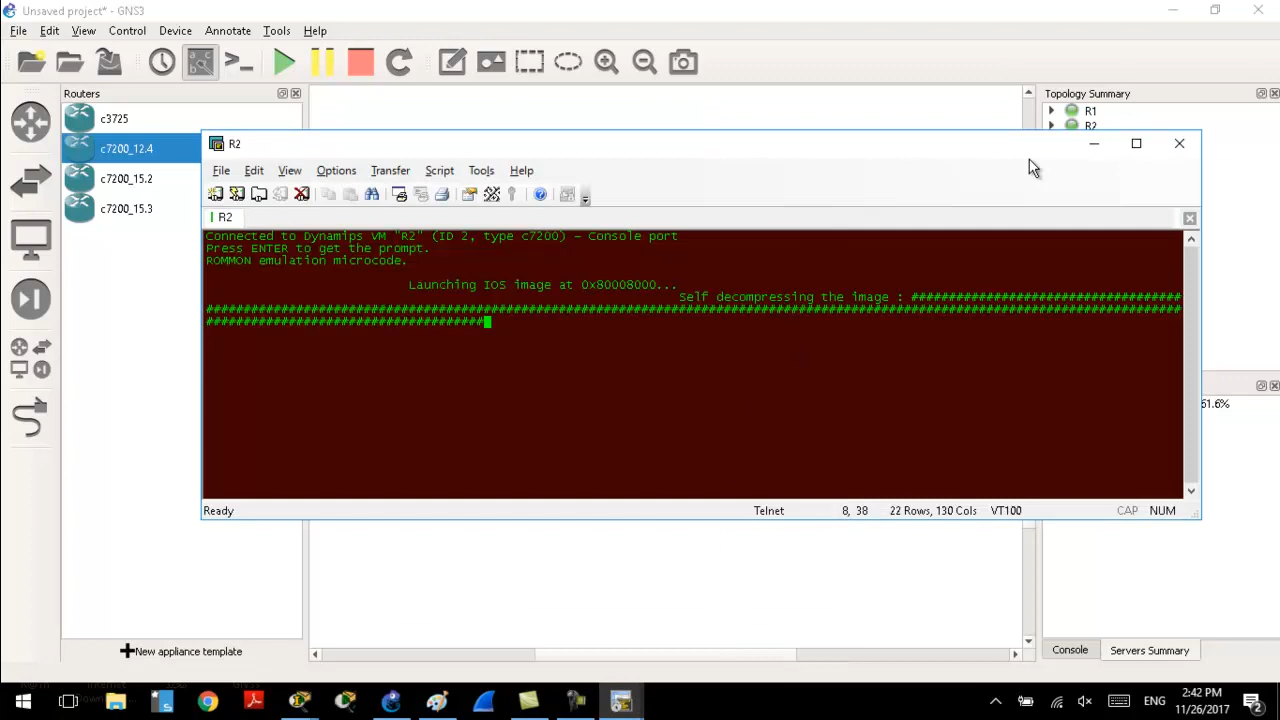 Unsaved project* - GNS3
File Edit View Control Device Annotate Tools Help
Routers
c3725
c7200_12.4
c7200_15.2
c7200_15.3
New appliance template
Topology Summary
R1
R2
R2
File Edit View Options Transfer Script Tools Help
R2
Connected to Dynamips VM "R2" (ID 2, type c7200) - Console port
Press ENTER to get the prompt.
ROMMON emulation microcode.
Launching IOS image at 0x80008000...
Self decompressing the image : ####################################
##################################################################################################################################
#####################################
Ready Telnet 8, 38 22 Rows, 130 Cols VT100 CAP NUM
61.6%
Console Servers Summary
ENG
2:42 PM
11/26/2017
2